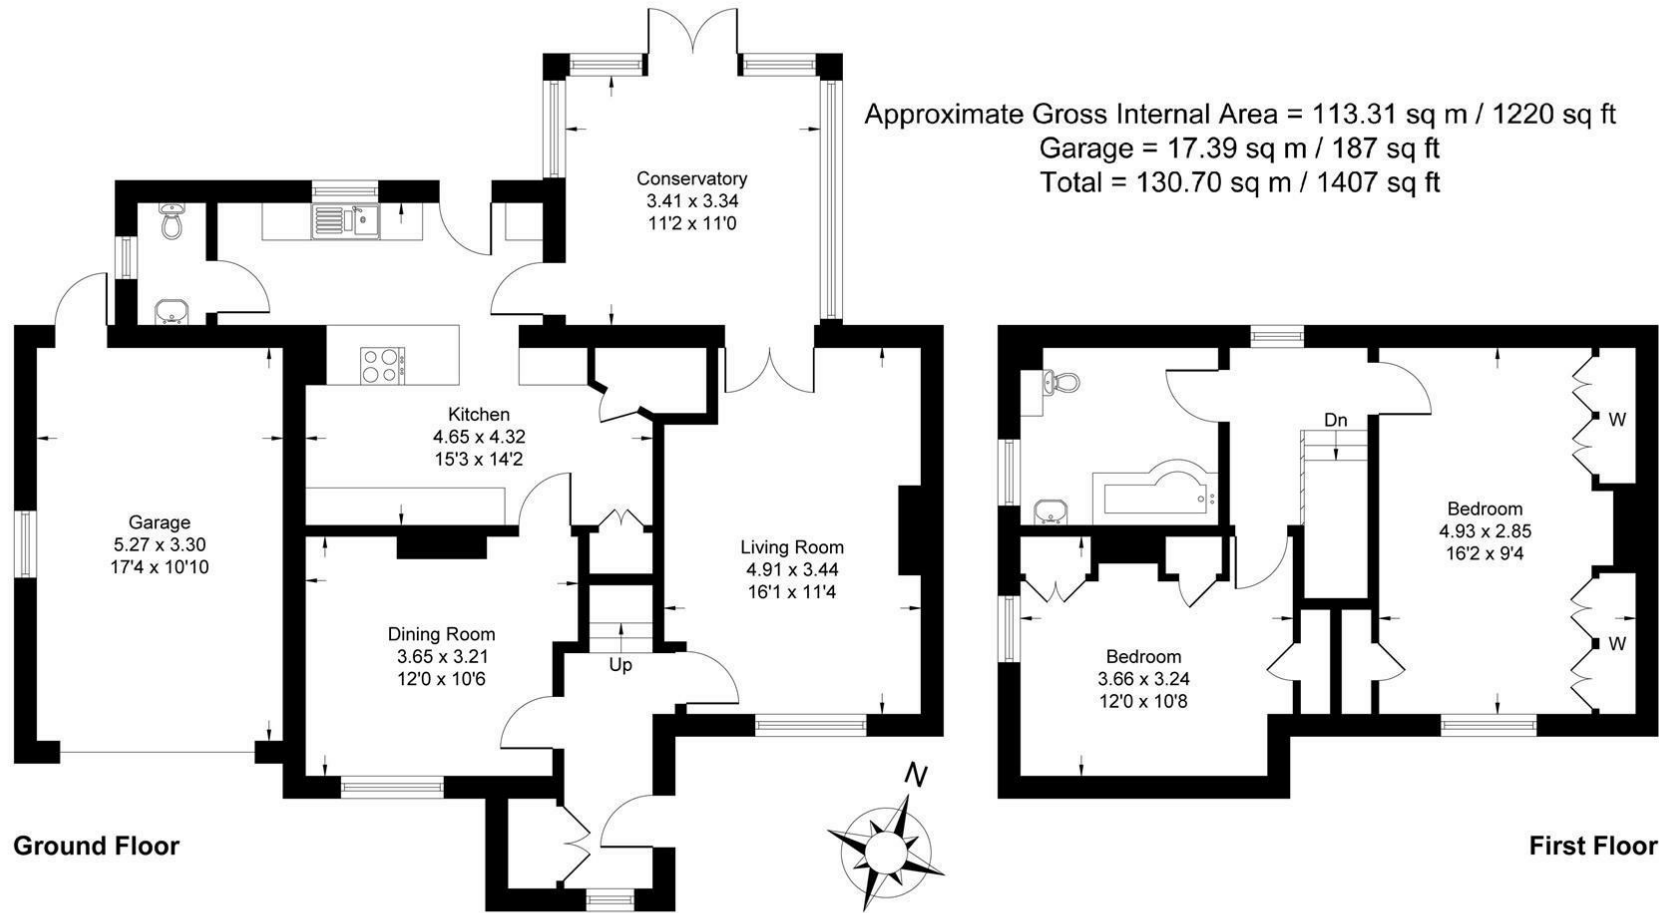 Approximate Gross Internal Area = 113.31 sq m / 1220 sq ft
Garage = 17.39 sq m / 187 sq ft
Total = 130.70 sq m / 1407 sq ft
Conservatory
3.41 x 3.34
11'2 x 11'0
Kitchen
4.65 x 4.32
15'3 x 14'2
Garage
5.27 x 3.30
17'4 x 10'10
Living Room
4.91 x 3.44
16'1 x 11'4
Dining Room
3.65 x 3.21
12'0 x 10'6
Up
Dn
W
Bedroom
4.93 x 2.85
16'2 x 9'4
W
Bedroom
3.66 x 3.24
12'0 x 10'8
N
Ground Floor
First Floor